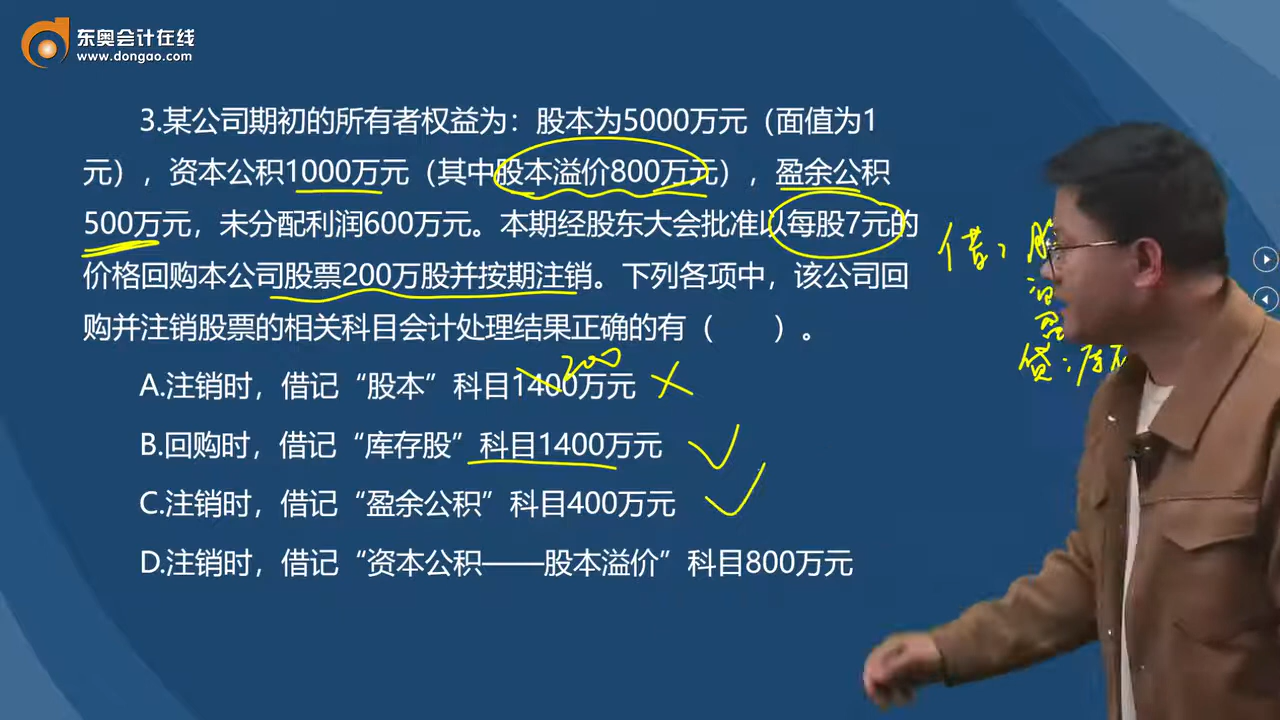 东奥会计在线
www.dongao.com
3.某公司期初的所有者权益为：股本为5000万元（面值为1
元），资本公积1000万元（其中股本溢价800万元），盈余公积
500万元，未分配利润600万元。本期经股东大会批准以每股7元的
价格回购本公司股票200万股并按期注销。下列各项中，该公司回
购并注销股票的相关科目会计处理结果正确的有（ ）。
200
A.注销时，借记“股本”科目1400万元
B.回购时，借记“库存股”科目1400万元
C.注销时，借记“盈余公积”科目400万元
D.注销时，借记“资本公积——股本溢价”科目800万元
借：
贷：库